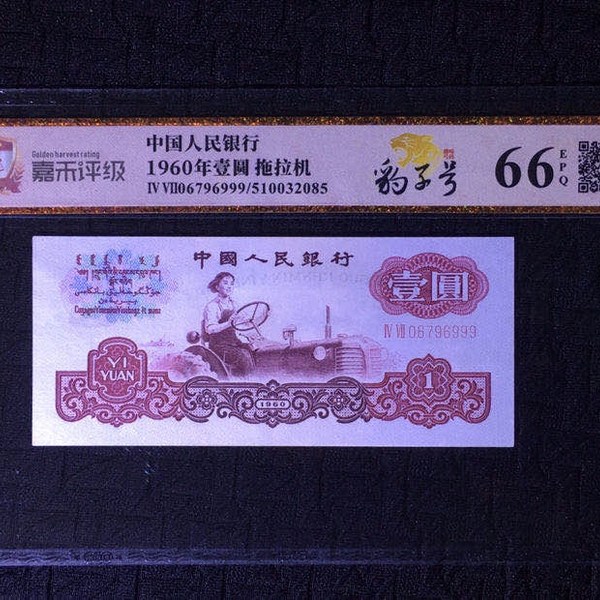 Golden harvest rating
嘉禾评级
中国人民银行
1960年壹圆 拖拉机
IV VII06796999/510032085
豹子号
66
EPQ
中國人民銀行
壹圓
IV VII 06796999
YI
YUAN
1960
1